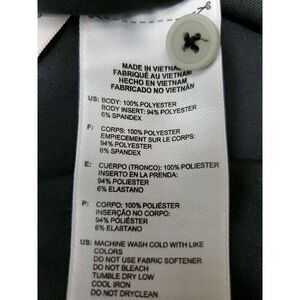 MADE IN VIETNAM
FABRIQUÉ AU VIETNAM
HECHO EN VIETNAM
FABRICADO NO VIETNÃN
US: BODY: 100% POLYESTER
BODY INSERT: 94% POLYESTER
6% SPANDEX
F: CORPS: 100% POLYESTER
EMPIECEMENT SUR LE CORPS:
94% POLYESTER
6% SPANDEX
E: CUERPO (TRONCO): 100% POLIESTER
INSERTO EN LA PRENDA:
94% POLIESTER
6% ELASTANO
P: CORPO: 100% POLIÉSTER
INSERÇÃO NO CORPO:
94% POLIÉSTER
6% ELASTANO
US: MACHINE WASH COLD WITH LIKE
COLORS
DO NOT USE FABRIC SOFTENER
DO NOT BLEACH
TUMBLE DRY LOW
COOL IRON
DO NOT DRYCLEAN